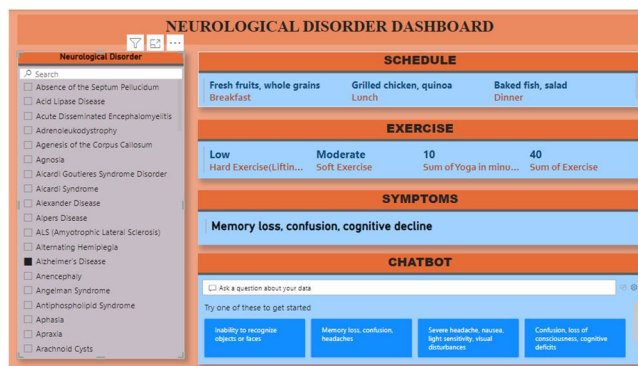 NEUROLOGICAL DISORDER DASHBOARD
Neurological Disorder
Search
Absence of the Septum Pellucidum
Acid Lipase Disease
Acute Disseminated Encephalomyelitis
Adrenoleukodystrophy
Agenesis of the Corpus Callosum
Agnosia
Aicardi Goutieres Syndrome Disorder
Aicardi Syndrome
Alexander Disease
Alpers Disease
ALS (Amyotrophic Lateral Sclerosis)
Alternating Hemiplegia
Alzheimer's Disease
Anencephaly
Angelman Syndrome
Antiphospholipid Syndrome
Aphasia
Apraxia
Arachnoid Cysts
SCHEDULE
Fresh fruits, whole grains Grilled chicken, quinoa Baked fish, salad
Breakfast Lunch Dinner
EXERCISE
Low Moderate 10 40
Hard Exercise(Liftin... Soft Exercise Sum of Yoga in minu... Sum of Exercise
SYMPTOMS
Memory loss, confusion, cognitive decline
CHATBOT
Ask a question about your data
Try one of these to get started
Inability to recognize
objects or faces
Memory loss, confusion,
headaches
Severe headache, nausea,
light sensitivity, visual
disturbances
Confusion, loss of
consciousness, cognitive
deficits